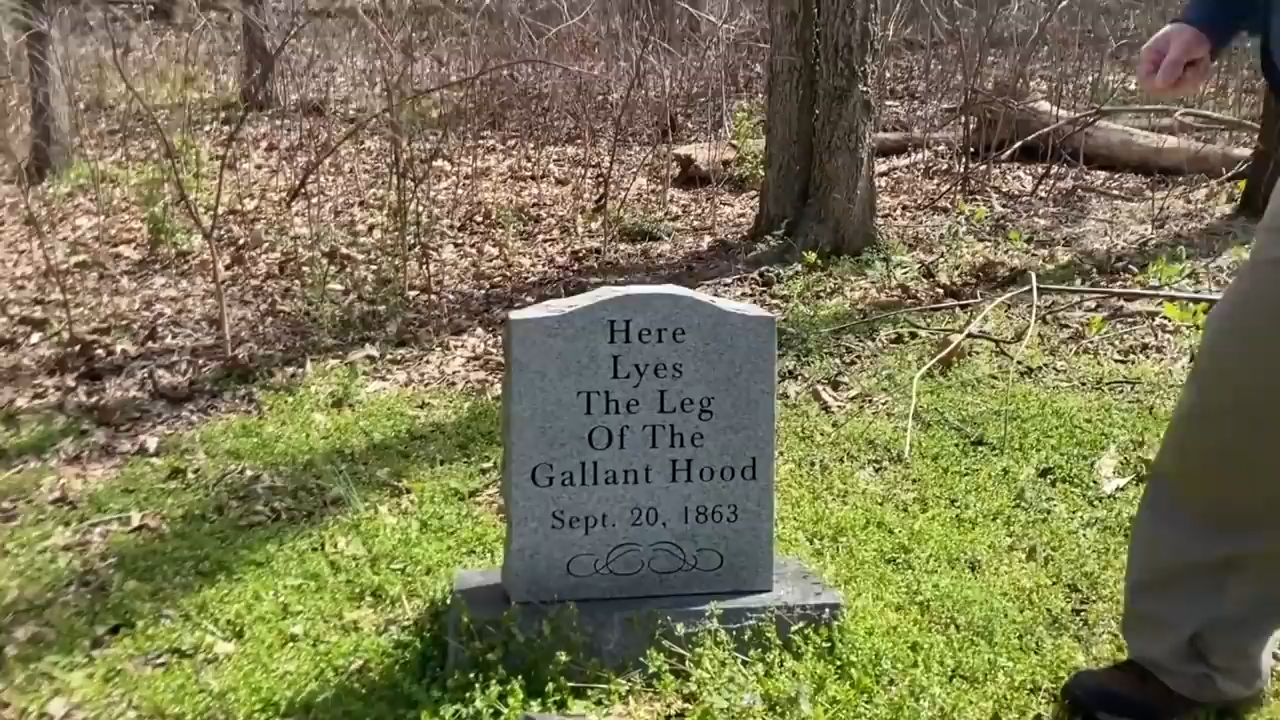 Here
Lyes
The Leg
Of The
Gallant Hood
Sept. 20, 1863